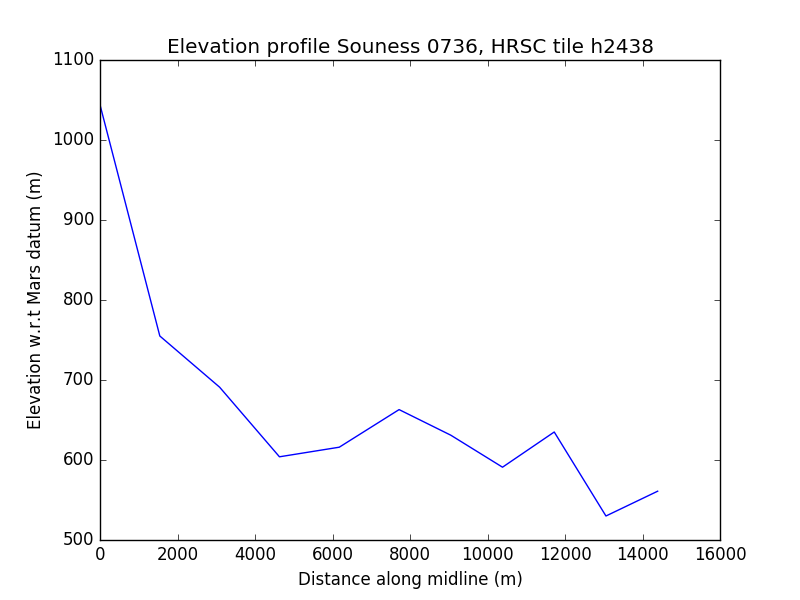 Elevation profile Souness 0736, HRSC tile h2438
1100
1000
900
800
700
600
500
Elevation w.r.t Mars datum (m)
0 2000 4000 6000 8000 10000 12000 14000 16000
Distance along midline (m)